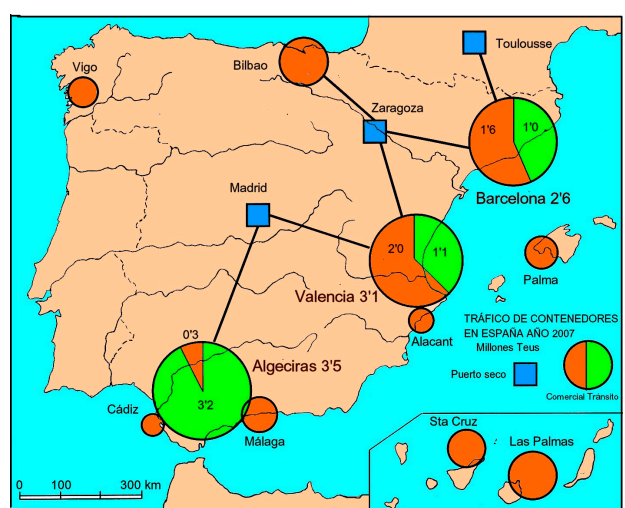 Toulousse
Vigo
Bilbao
Zaragoza
1'6
1'0
Madrid
Barcelona 2'6
2'0
1'1
Palma
Valencia 3'1
TRÁFICO DE CONTENEDORES
EN ESPAÑA AÑO 2007
Millones Teus
Alacant
0'3
Algeciras 3'5
Puerto seco
Comercial Tránsito
3'2
Cádiz
Málaga
Sta Cruz
Las Palmas
0 100 300 km